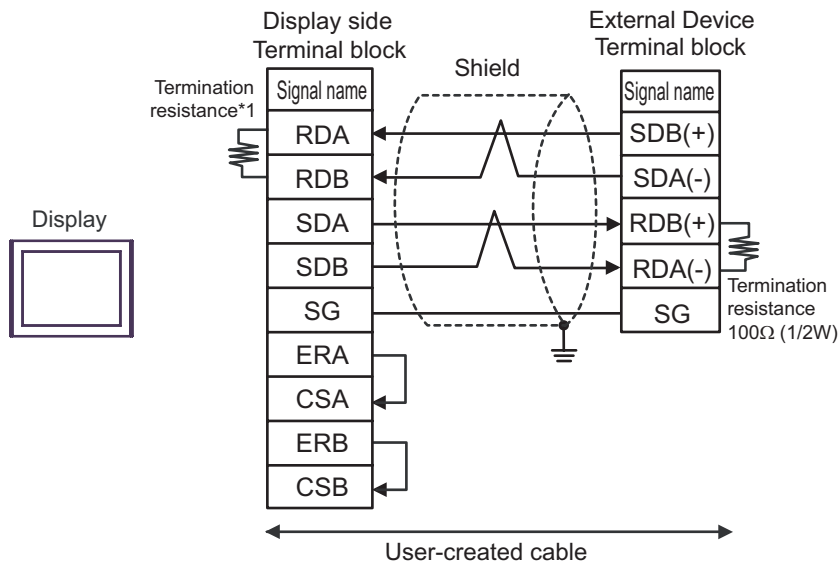 Display side
Terminal block
External Device
Terminal block
Shield
Termination
resistance*1
Signal name
RDA
RDB
SDA
SDB
SG
ERA
CSA
ERB
CSB
Signal name
SDB(+)
SDA(-)
RDB(+)
RDA(-)
SG
Termination
resistance
100Ω (1/2W)
Display
User-created cable